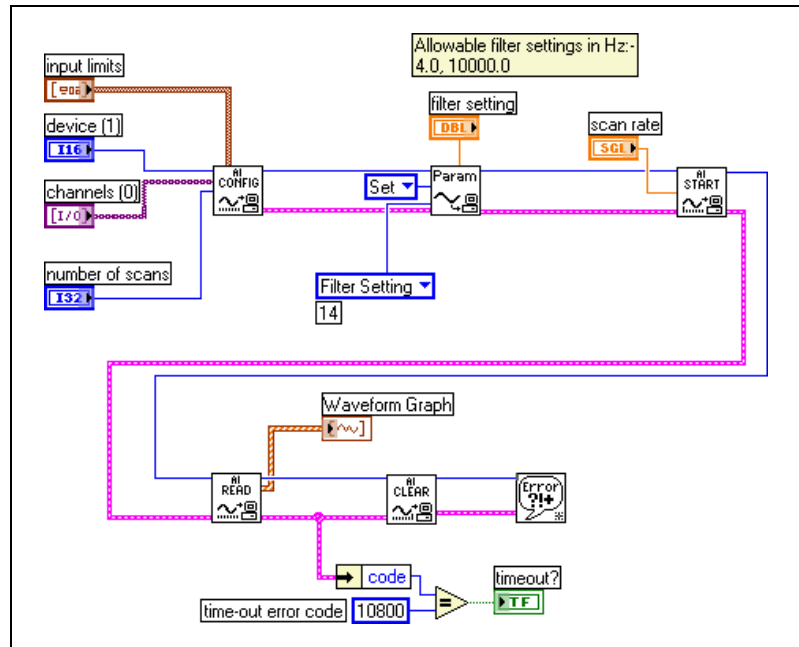 Allowable filter settings in Hz:-
4.0, 10000.0
input limits
filter setting
DBL
scan rate
SGL
device (1)
I16
AI
CONFIG
Set
Param
AI
START
channels (0)
[I/O]
number of scans
I32
Filter Setting
14
Waveform Graph
AI
READ
AI
CLEAR
Error
?!+
code
timeout?
TF
time-out error code
10800
=